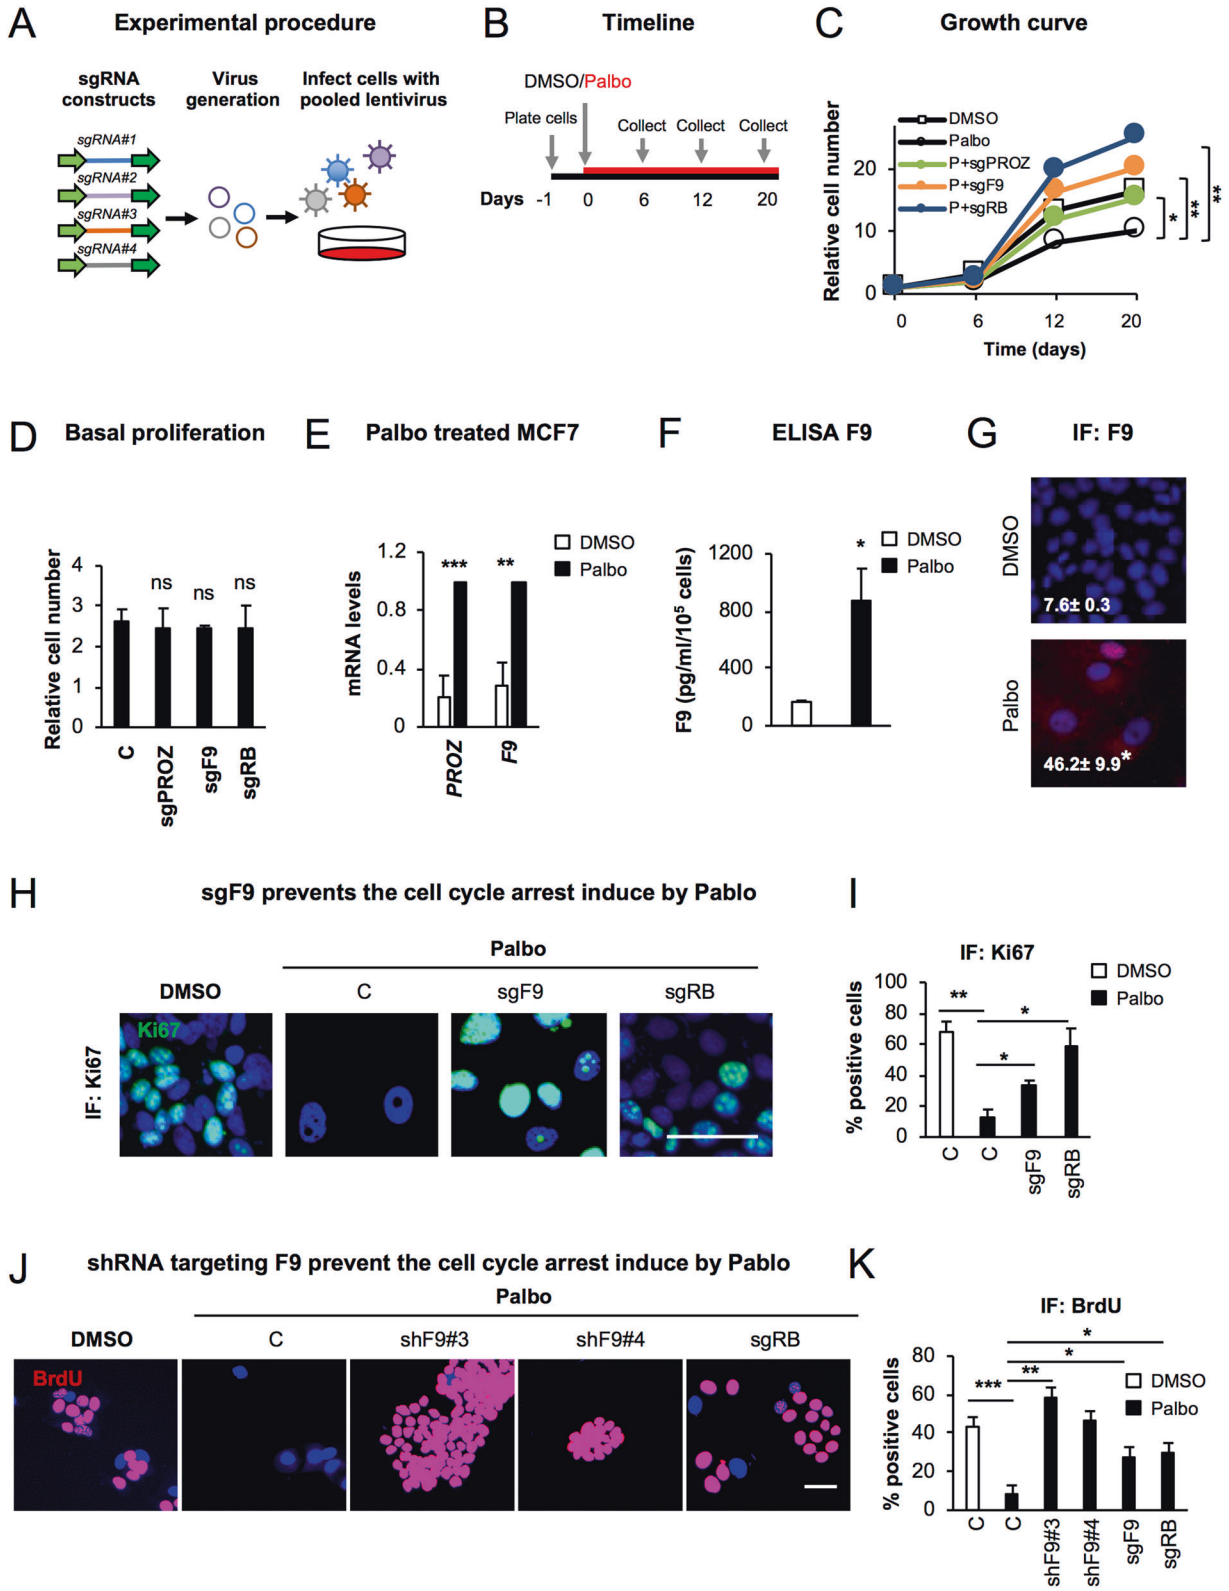 A
Experimental procedure
sgRNA constructs
Virus generation
Infect cells with pooled lentivirus
sgRNA#1
sgRNA#2
sgRNA#3
sgRNA#4
B
Timeline
DMSO/Palbo
Plate cells
Collect Collect Collect
Days -1 0 6 12 20
C
Growth curve
Relative cell number
DMSO
Palbo
P+sgPROZ
P+sgF9
P+sgRB
20
10
0
* ** **
0 6 12 20
Time (days)
D
Basal proliferation
Relative cell number
4
3
2
1
0
ns ns ns
C sgPROZ sgF9 sgRB
E
Palbo treated MCF7
mRNA levels
1.2
0.4
0
*** **
DMSO
Palbo
PROZ F9
F
ELISA F9
F9 (pg/ml/10⁵ cells)
1200
800
400
0
*
DMSO
Palbo
G
IF: F9
DMSO
7.6± 0.3
Palbo
46.2± 9.9*
H
sgF9 prevents the cell cycle arrest induce by Pablo
Palbo
DMSO C sgF9 sgRB
IF: Ki67
Ki67
I
IF: Ki67
DMSO
Palbo
% positive cells
100
80
60
40
20
0
** * *
C C sgF9 sgRB
J
shRNA targeting F9 prevent the cell cycle arrest induce by Pablo
Palbo
DMSO C shF9#3 shF9#4 sgRB
BrdU
K
IF: BrdU
DMSO
Palbo
% positive cells
80
60
40
20
0
*** ** * *
C C shF9#3 shF9#4 sgF9 sgRB